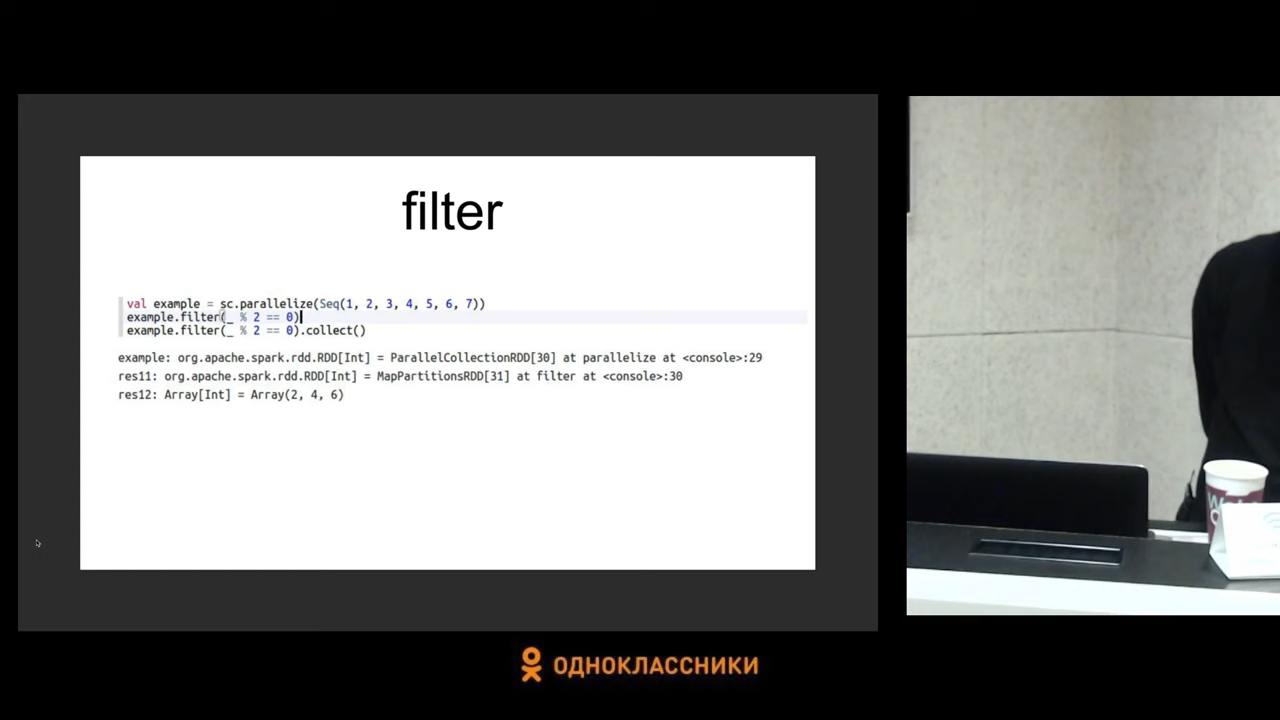 filter
val example = sc.parallelize(Seq(1, 2, 3, 4, 5, 6, 7))
example.filter(_ % 2 == 0)
example.filter(_ % 2 == 0).collect()
example: org.apache.spark.rdd.RDD[Int] = ParallelCollectionRDD[30] at parallelize at <console>:29
res11: org.apache.spark.rdd.RDD[Int] = MapPartitionsRDD[31] at filter at <console>:30
res12: Array[Int] = Array(2, 4, 6)
ОДНОКЛАССНИКИ